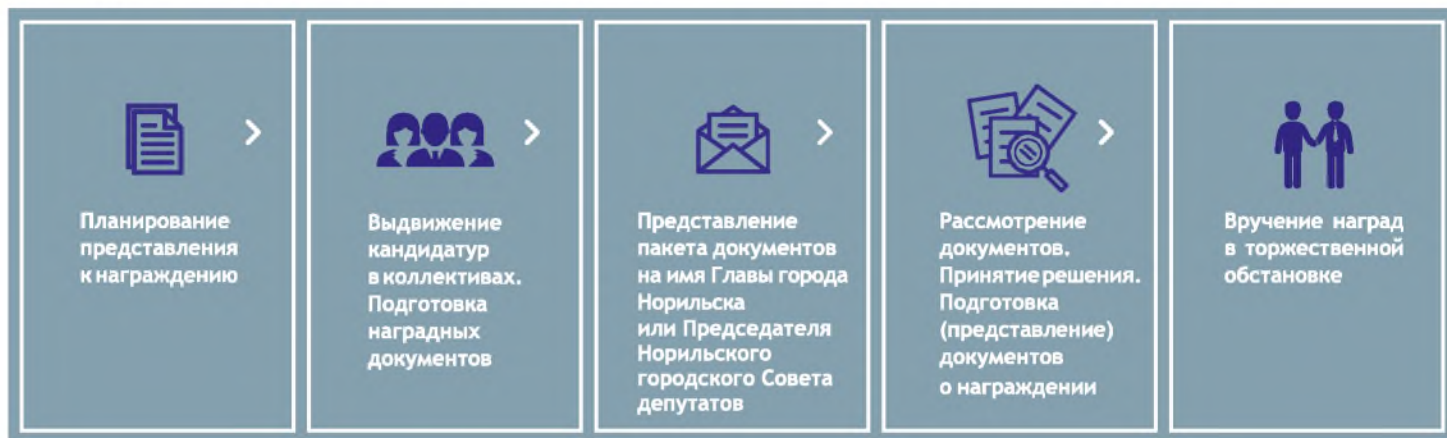 Планирование
представления
к награждению
Выдвижение
кандидатур
в коллективах.
Подготовка
наградных
документов
Представление
пакета документов
на имя Главы города
Норильска
или Председателя
Норильского
городского Совета
депутатов
Рассмотрение
документов.
Принятие решения.
Подготовка
(представление)
документов
о награждении
Вручение наград
в торжественной
обстановке